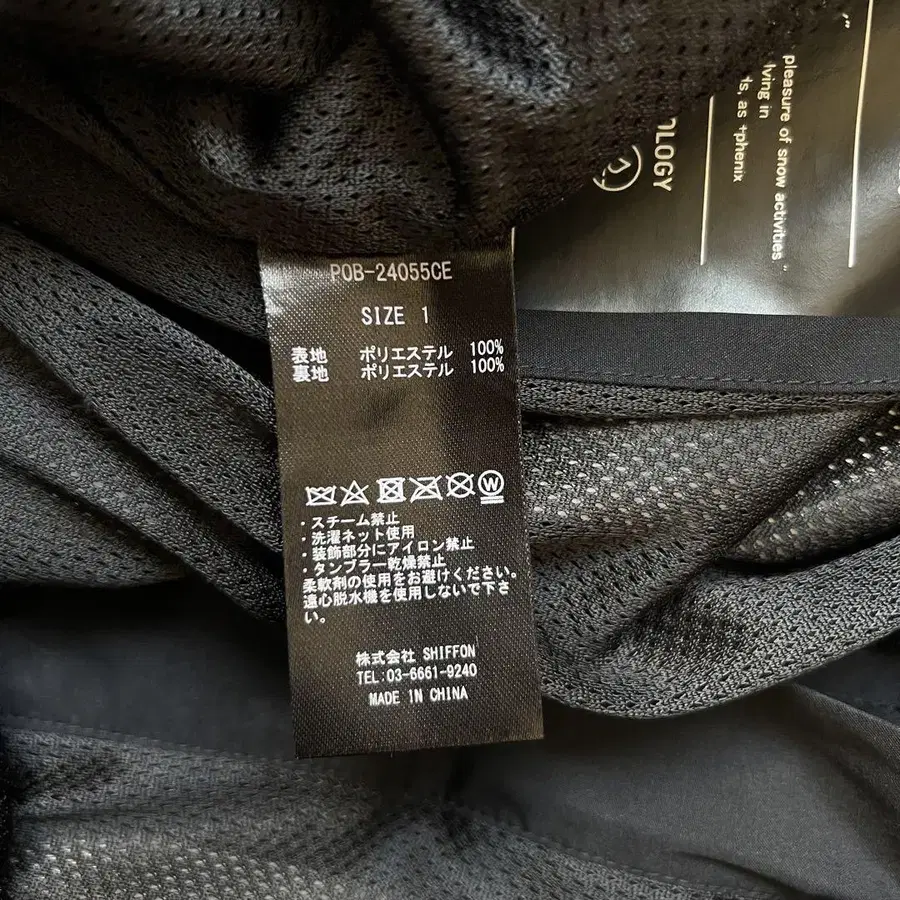 POB-24055CE
SIZE 1
表地 ポリエステル 100%
裏地 ポリエステル 100%
W
・スチーム禁止
・洗濯ネット使用
・装飾部分にアイロン禁止
・タンブラー乾燥禁止
柔軟剤の使用をお避けください。
遠心脱水機を使用しないで下さ
い。
株式会社 SHIFFON
TEL:03-6661-9240
MADE IN CHINA
pleasure of snow activities"
as +phenix
OLOGY